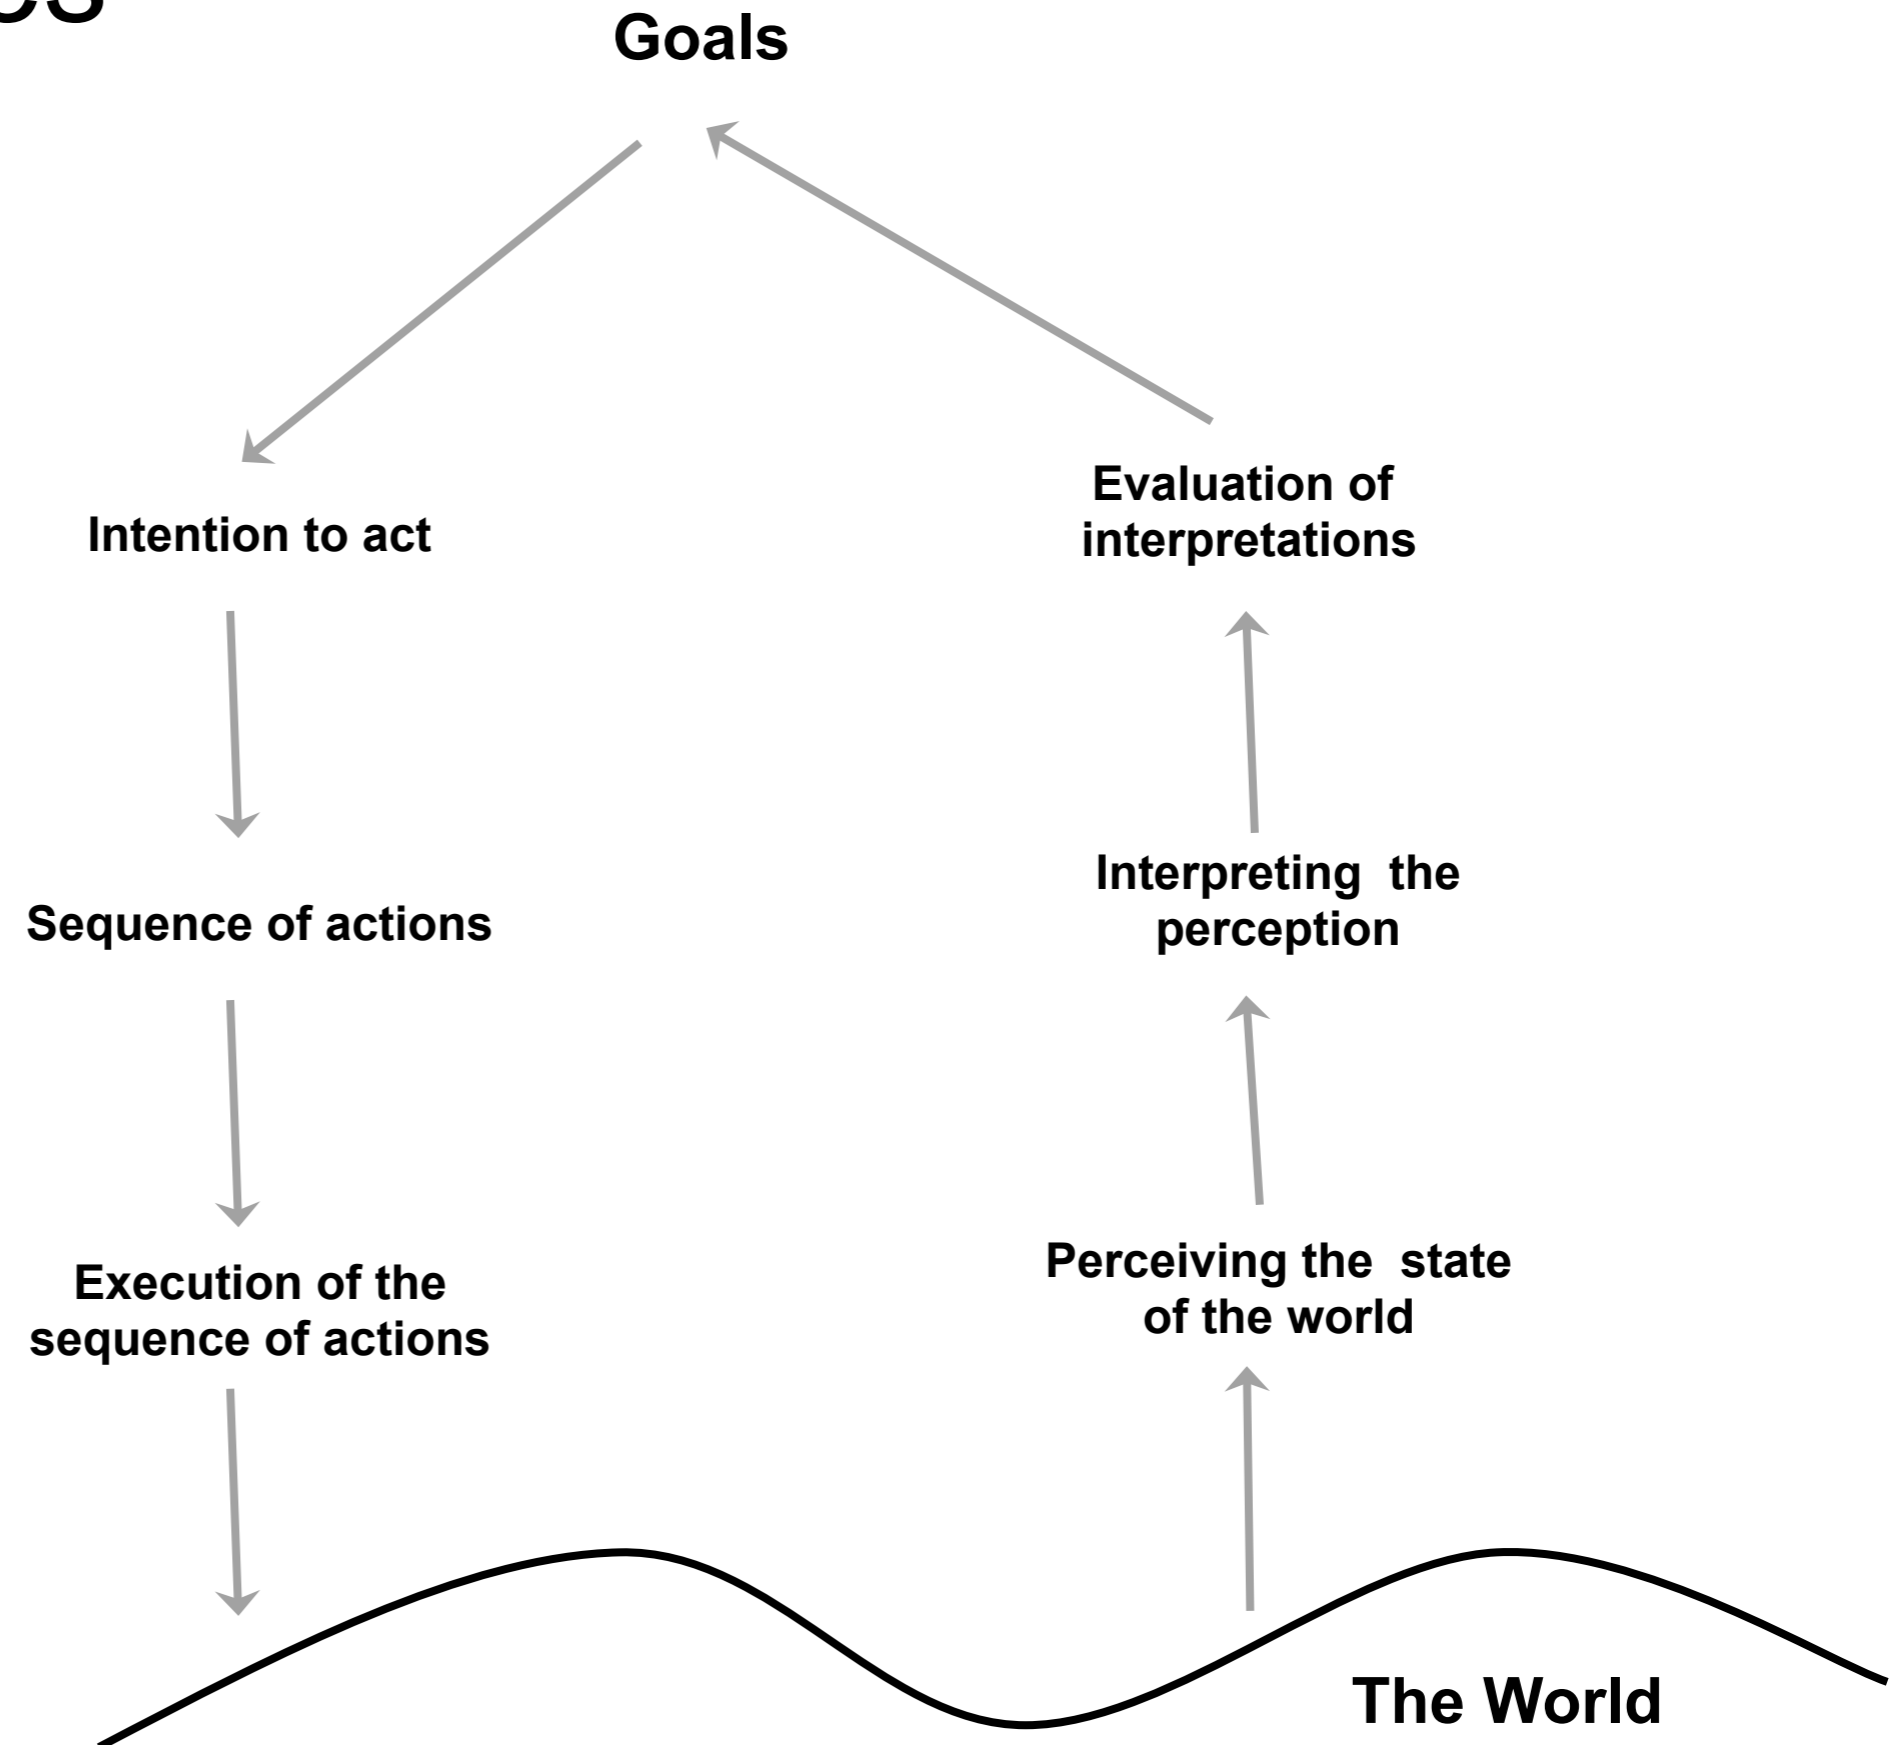 Goals
Intention to act
Evaluation of
interpretations
Sequence of actions
Interpreting the
perception
Execution of the
sequence of actions
Perceiving the state
of the world
The World